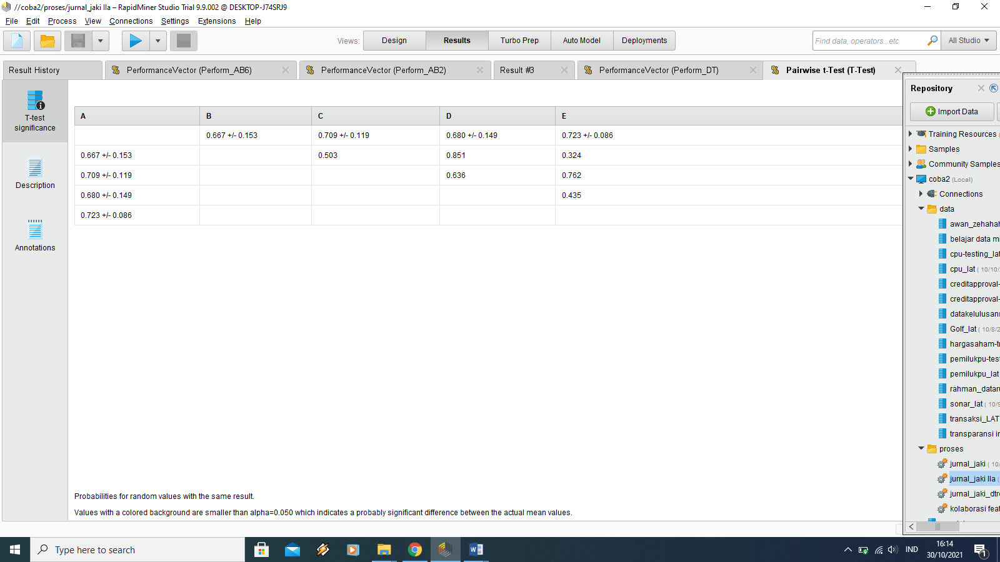 //coba2/proses/jurnal_jaki lla – RapidMiner Studio Trial 9.9.002 @ DESKTOP-J74SRJ9
File Edit Process View Connections Settings Extensions Help
Views: Design Results Turbo Prep Auto Model Deployments
Find data, operators...etc
All Studio
Result History
PerformanceVector (Perform_AB6)
PerformanceVector (Perform_AB2)
Result #3
PerformanceVector (Perform_DT)
Pairwise t-Test (T-Test)
T-test
significance
Description
Annotations
A B C D E
0.667 +/- 0.153 0.709 +/- 0.119 0.680 +/- 0.149 0.723 +/- 0.086
0.667 +/- 0.153 0.503 0.851 0.324
0.709 +/- 0.119 0.636 0.762
0.680 +/- 0.149 0.435
0.723 +/- 0.086
Probabilities for random values with the same result.
Values with a colored background are smaller than alpha=0.050 which indicates a probably significant difference between the actual mean values.
Repository
Import Data
Training Resources
Samples
Community Samples
coba2 (Local)
Connections
data
awan_zehahah
belajar data m
cpu-testing_lat
cpu_lat ( 10/10/
creditapproval-
creditapproval-
datakelulusan
Golf_lat ( 10/8/2
hargasaham-t
pemilukpu-tes
pemilukpu_lat
rahman_dataru
sonar_lat ( 10/9
transaksi_LAT
transparansi i
proses
jurnal_jaki ( 10/
jurnal_jaki lla (
jurnal_jaki_dtr
kolaborasi feat
Type here to search
IND
16:14
30/10/2021
1